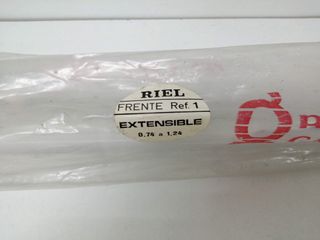 RIEL
FRENTE Ref. 1
EXTENSIBLE
0,74 a 1,24